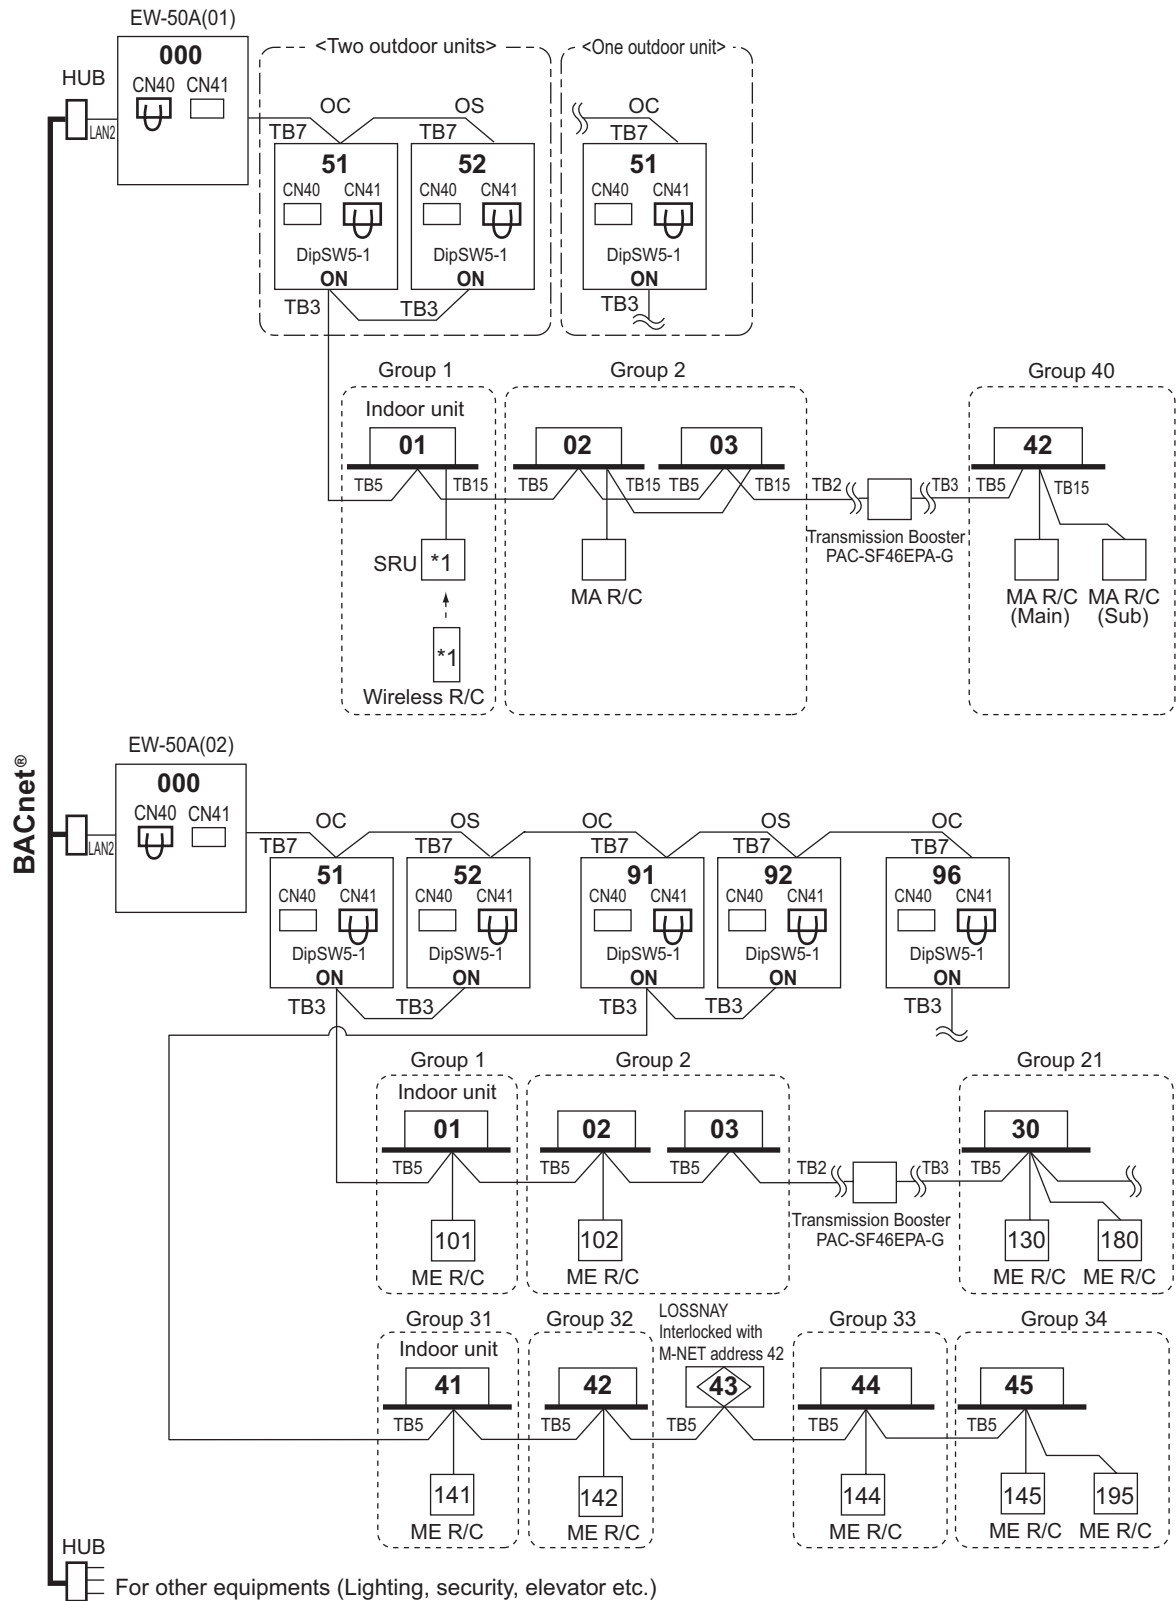 EW-50A(01)
000
CN40 CN41
HUB
LAN2
<Two outdoor units>
OC OS
TB7 TB7
51 52
CN40 CN41 CN40 CN41
DipSW5-1 DipSW5-1
ON ON
TB3 TB3
<One outdoor unit>
OC
TB7
51
CN40 CN41
DipSW5-1
ON
TB3
Group 1
Indoor unit
01
TB5 TB15
SRU *1
*1
Wireless R/C
Group 2
02 03
TB5 TB15 TB5 TB15
MA R/C
TB2 TB3
Transmission Booster
PAC-SF46EPA-G
Group 40
42
TB5 TB15
MA R/C MA R/C
(Main) (Sub)
BACnet®
EW-50A(02)
000
CN40 CN41
LAN2
OC OS OC OS OC
TB7 TB7 TB7 TB7 TB7
51 52 91 92 96
CN40 CN41 CN40 CN41 CN40 CN41 CN40 CN41 CN40 CN41
DipSW5-1 DipSW5-1 DipSW5-1 DipSW5-1 DipSW5-1
ON ON ON ON ON
TB3 TB3 TB3 TB3 TB3
Group 1
Indoor unit
01
TB5
101
ME R/C
Group 2
02 03
TB5 TB5
102
ME R/C
TB2 TB3
Transmission Booster
PAC-SF46EPA-G
Group 21
30
TB5
130 180
ME R/C ME R/C
Group 31
Indoor unit
41
TB5
141
ME R/C
Group 32
42
TB5
142
ME R/C
LOSSNAY
Interlocked with
M-NET address 42
43
TB5
Group 33
44
TB5
144
ME R/C
Group 34
45
TB5
145 195
ME R/C ME R/C
HUB
For other equipments (Lighting, security, elevator etc.)